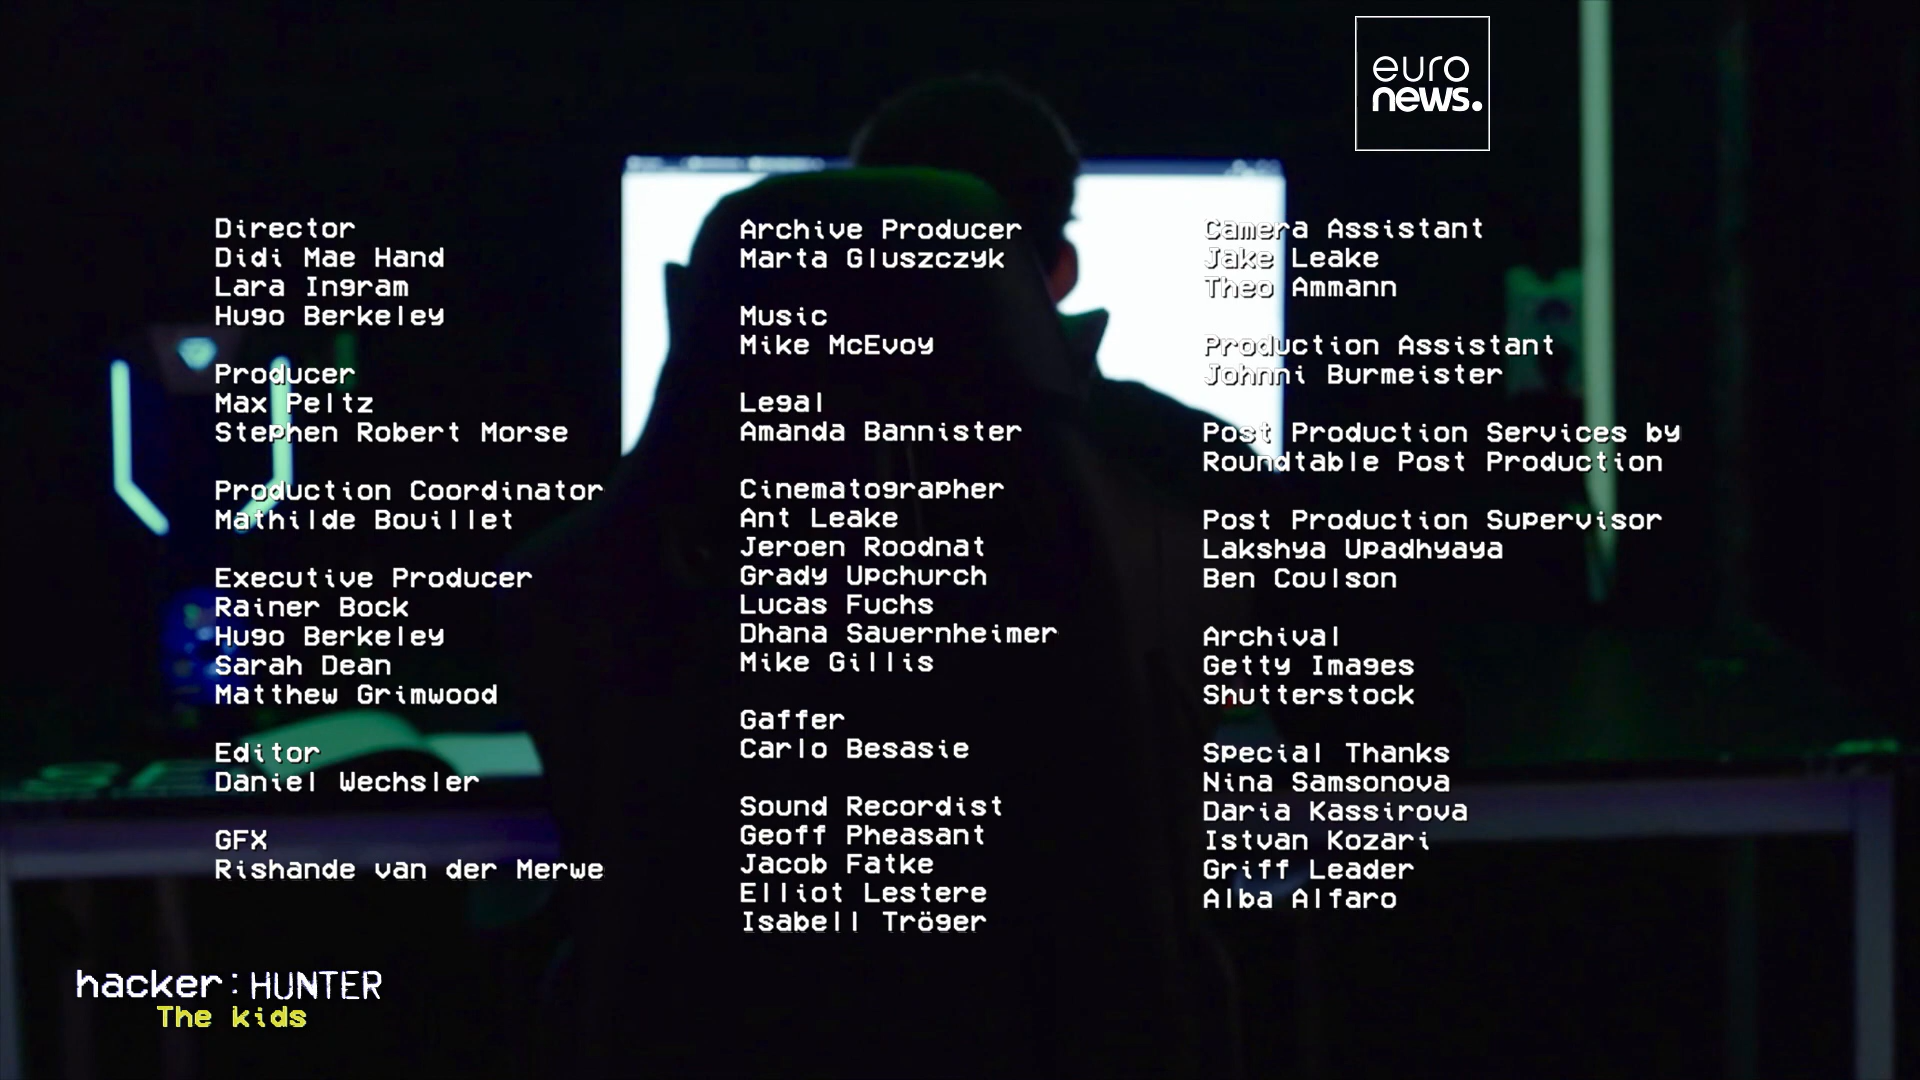 euro
news.
Director
Didi Mae Hand
Lara Ingram
Hugo Berkeley
Producer
Max Peltz
Stephen Robert Morse
Production Coordinator
Mathilde Bouillet
Executive Producer
Rainer Bock
Hugo Berkeley
Sarah Dean
Matthew Grimwood
Editor
Daniel Wechsler
GFX
Rishande van der Merwe
Archive Producer
Marta Gluszczyk
Music
Mike McEvoy
Legal
Amanda Bannister
Cinematographer
Ant Leake
Jeroen Roodnat
Grady Upchurch
Lucas Fuchs
Dhana Sauernheimer
Mike Gillis
Gaffer
Carlo Besasie
Sound Recordist
Geoff Pheasant
Jacob Fatke
Elliot Lestere
Isabell Tröger
Camera Assistant
Jake Leake
Theo Ammann
Production Assistant
Johnni Burmeister
Post Production Services by
Roundtable Post Production
Post Production Supervisor
Lakshya Upadhyaya
Ben Coulson
Archival
Getty Images
Shutterstock
Special Thanks
Nina Samsonova
Daria Kassirova
Istvan Kozari
Griff Leader
Alba Alfaro
hacker:HUNTER
The kids